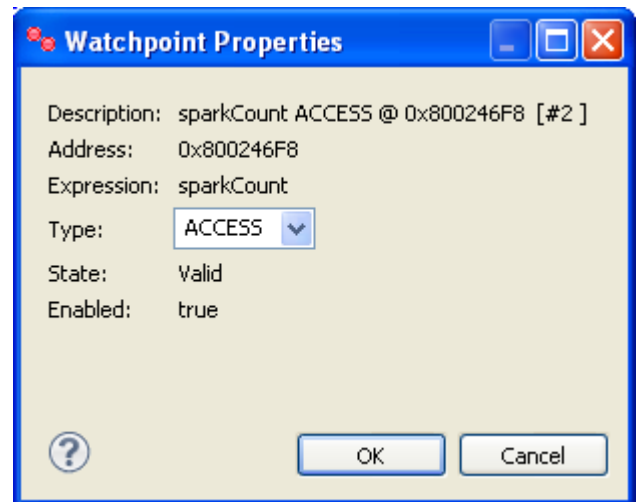 Watchpoint Properties
Description: sparkCount ACCESS @ 0x800246F8 [#2 ]
Address: 0x800246F8
Expression: sparkCount
Type: ACCESS
State: Valid
Enabled: true
?
OK Cancel